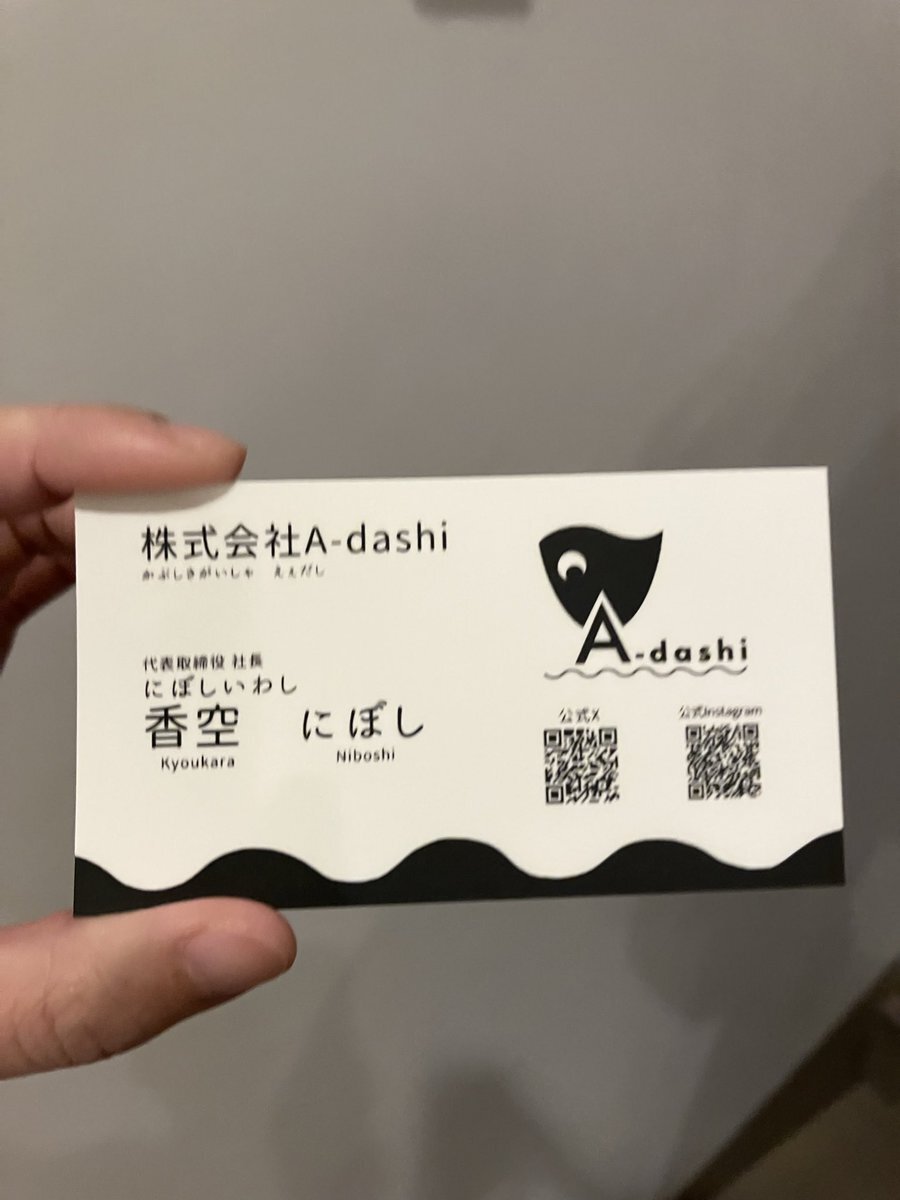 株式会社A-dashi
かぶしきがいしゃ　ええだし
代表取締役 社長
にぼしいわし
香空　にぼし
Kyoukara　Niboshi
A-dashi
公式X　公式Instagram